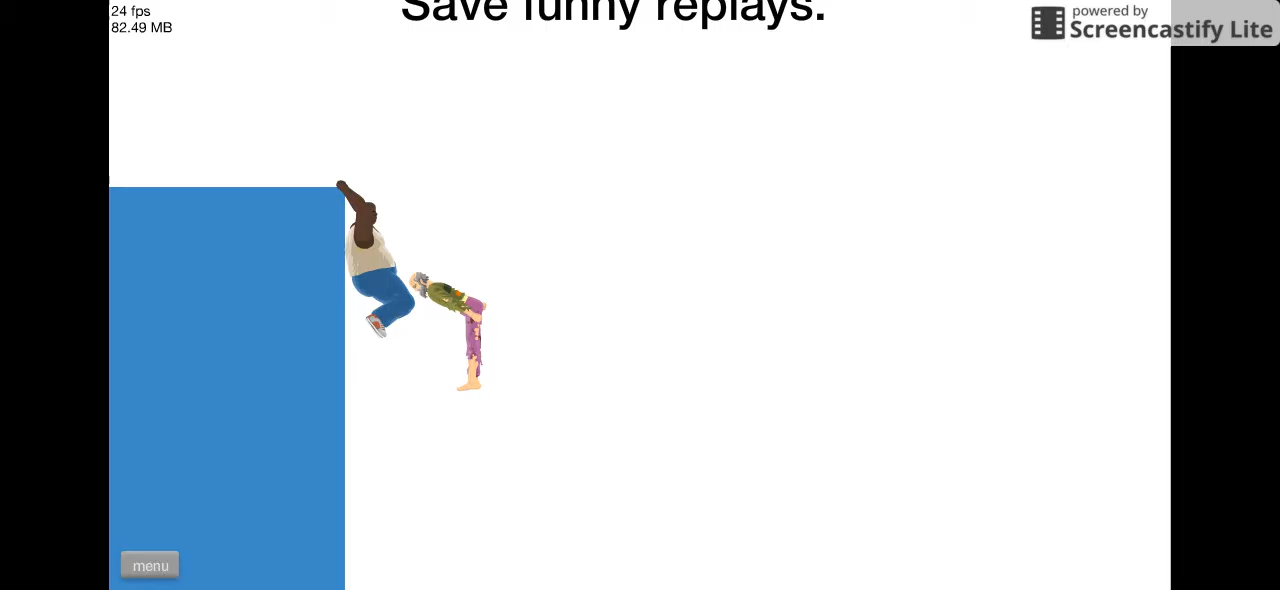 24 fps
82.49 MB
Save funny replays.
powered by
Screencastify Lite
menu